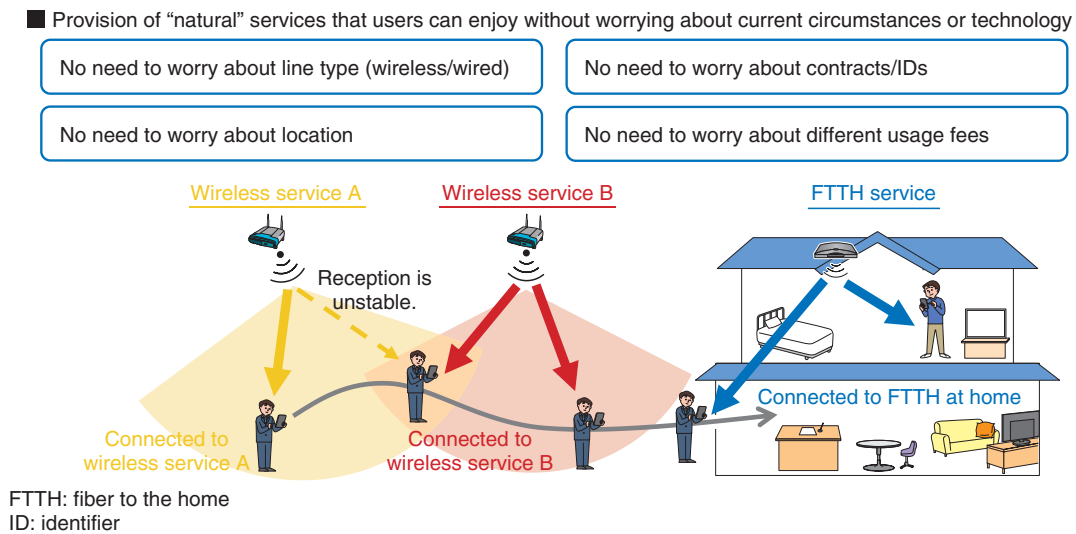 ■ Provision of “natural” services that users can enjoy without worrying about current circumstances or technology
No need to worry about line type (wireless/wired)
No need to worry about contracts/IDs
No need to worry about location
No need to worry about different usage fees
Wireless service A
Wireless service B
FTTH service
Reception is
unstable.
Connected to FTTH at home
Connected to
wireless service A
Connected to
wireless service B
FTTH: fiber to the home
ID: identifier